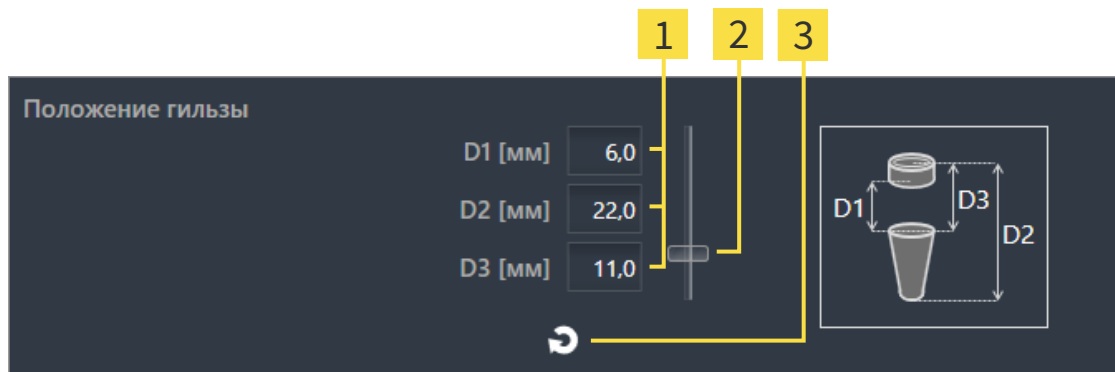 1 2 3
Положение гильзы
D1 [мм] 6,0
D2 [мм] 22,0
D3 [мм] 11,0
D1 D3
D2